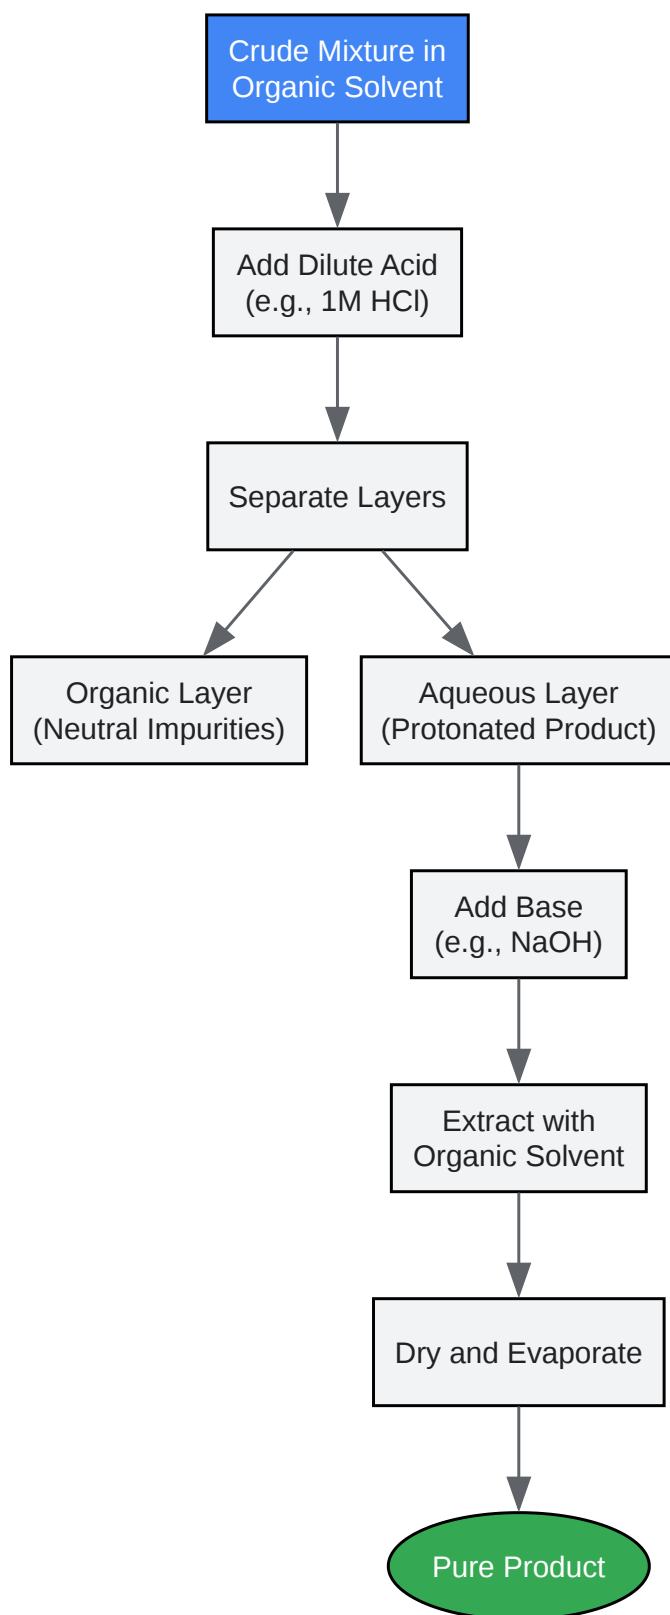 Crude Mixture in
Organic Solvent
Add Dilute Acid
(e.g., 1M HCl)
Separate Layers
Organic Layer
(Neutral Impurities)
Aqueous Layer
(Protonated Product)
Add Base
(e.g., NaOH)
Extract with
Organic Solvent
Dry and Evaporate
Pure Product